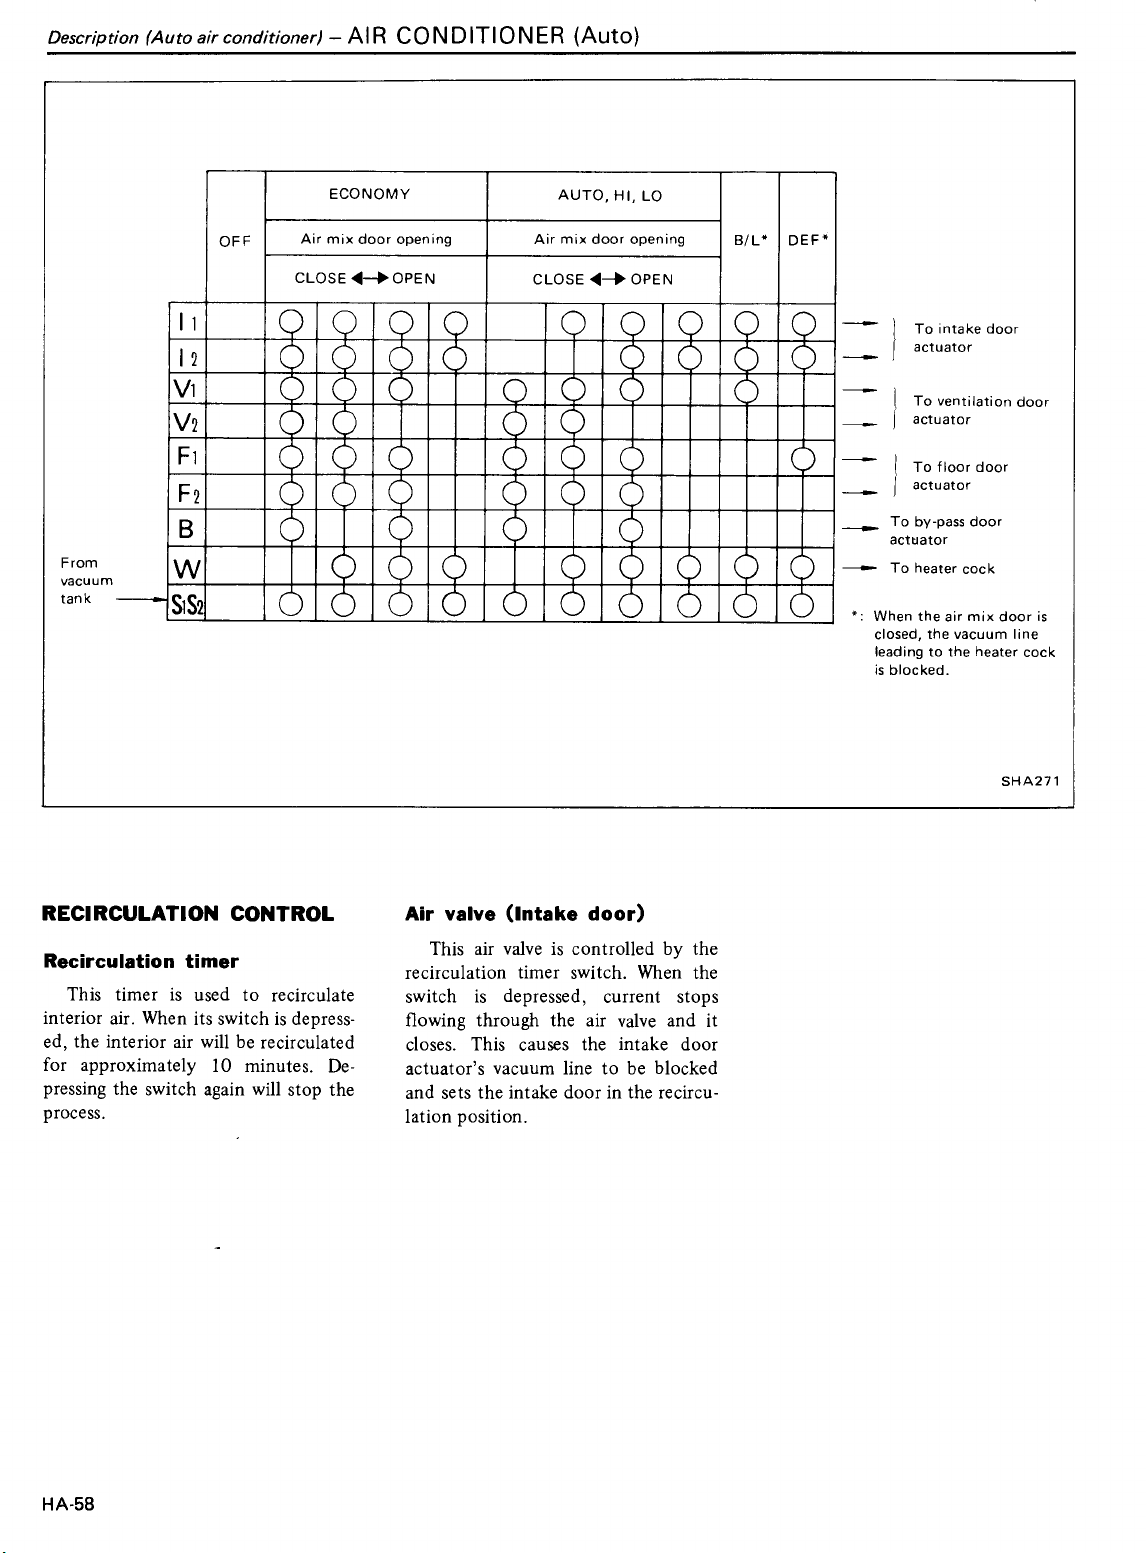 Description (Auto air conditioner) – AIR CONDITIONER (Auto)
OFF
ECONOMY
AUTO, HI, LO
B/L*
DEF*
Air mix door opening
Air mix door opening
CLOSE ◄–► OPEN
CLOSE ◄–► OPEN
I1
I2
V1
V2
F1
F2
B
W
S1S2
From
vacuum
tank
To intake door
actuator
To ventilation door
actuator
To floor door
actuator
To by-pass door
actuator
To heater cock
*: When the air mix door is
closed, the vacuum line
leading to the heater cock
is blocked.
SHA271
RECIRCULATION CONTROL
Recirculation timer
This timer is used to recirculate
interior air. When its switch is depress-
ed, the interior air will be recirculated
for approximately 10 minutes. De-
pressing the switch again will stop the
process.
Air valve (Intake door)
This air valve is controlled by the
recirculation timer switch. When the
switch is depressed, current stops
flowing through the air valve and it
closes. This causes the intake door
actuator's vacuum line to be blocked
and sets the intake door in the recircu-
lation position.
HA-58